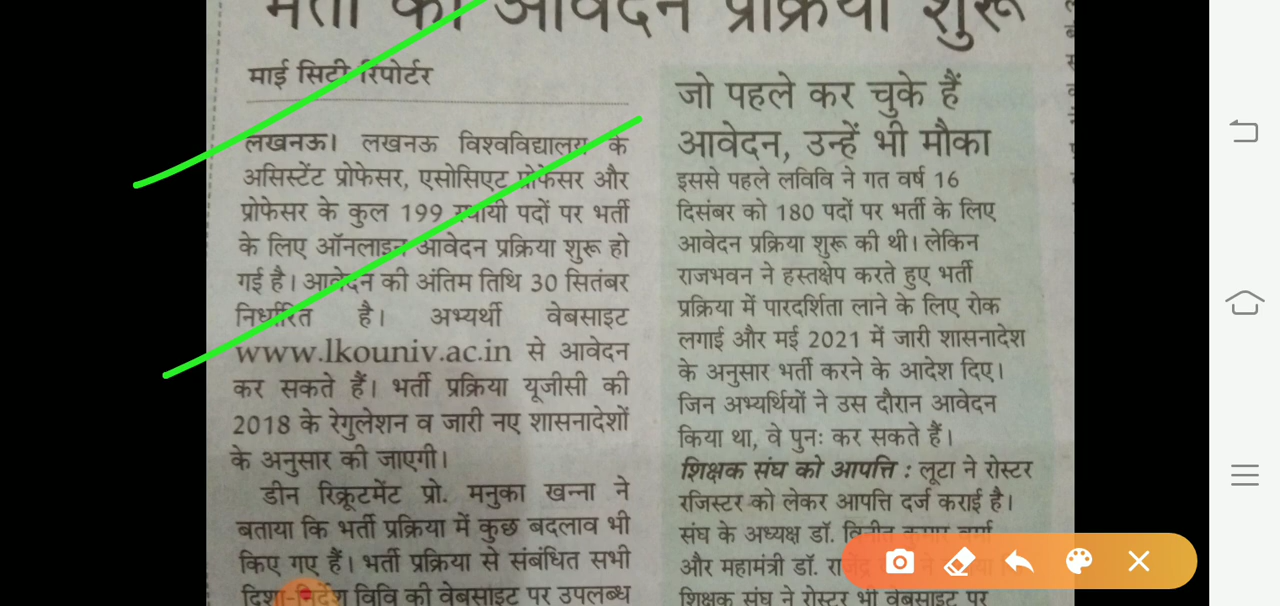 भर्ती की आवेदन प्रक्रिया शुरू
माई सिटी रिपोर्टर
लखनऊ। लखनऊ विश्वविद्यालय के
असिस्टेंट प्रोफेसर, एसोसिएट प्रोफेसर और
प्रोफेसर के कुल 199 स्थायी पदों पर भर्ती
के लिए ऑनलाइन आवेदन प्रक्रिया शुरू हो
गई है। आवेदन की अंतिम तिथि 30 सितंबर
निर्धारित है। अभ्यर्थी वेबसाइट
www.lkouniv.ac.in से आवेदन
कर सकते हैं। भर्ती प्रक्रिया यूजीसी की
2018 के रेगुलेशन व जारी नए शासनादेशों
के अनुसार की जाएगी।
डीन रिक्रूटमेंट प्रो. मनुका खन्ना ने
बताया कि भर्ती प्रक्रिया में कुछ बदलाव भी
किए गए हैं। भर्ती प्रक्रिया से संबंधित सभी
दिशा-निर्देश विवि की वेबसाइट पर उपलब्ध
जो पहले कर चुके हैं
आवेदन, उन्हें भी मौका
इससे पहले लविवि ने गत वर्ष 16
दिसंबर को 180 पदों पर भर्ती के लिए
आवेदन प्रक्रिया शुरू की थी। लेकिन
राजभवन ने हस्तक्षेप करते हुए भर्ती
प्रक्रिया में पारदर्शिता लाने के लिए रोक
लगाई और मई 2021 में जारी शासनादेश
के अनुसार भर्ती करने के आदेश दिए।
जिन अभ्यर्थियों ने उस दौरान आवेदन
किया था, वे पुनः कर सकते हैं।
शिक्षक संघ को आपत्ति : लूटा ने रोस्टर
रजिस्टर को लेकर आपत्ति दर्ज कराई है।
संघ के अध्यक्ष डॉ. विनीत कुमार वर्मा
और महामंत्री डॉ.
शिक्षक संघ ने रोस्टर भी वेबसाइट पर